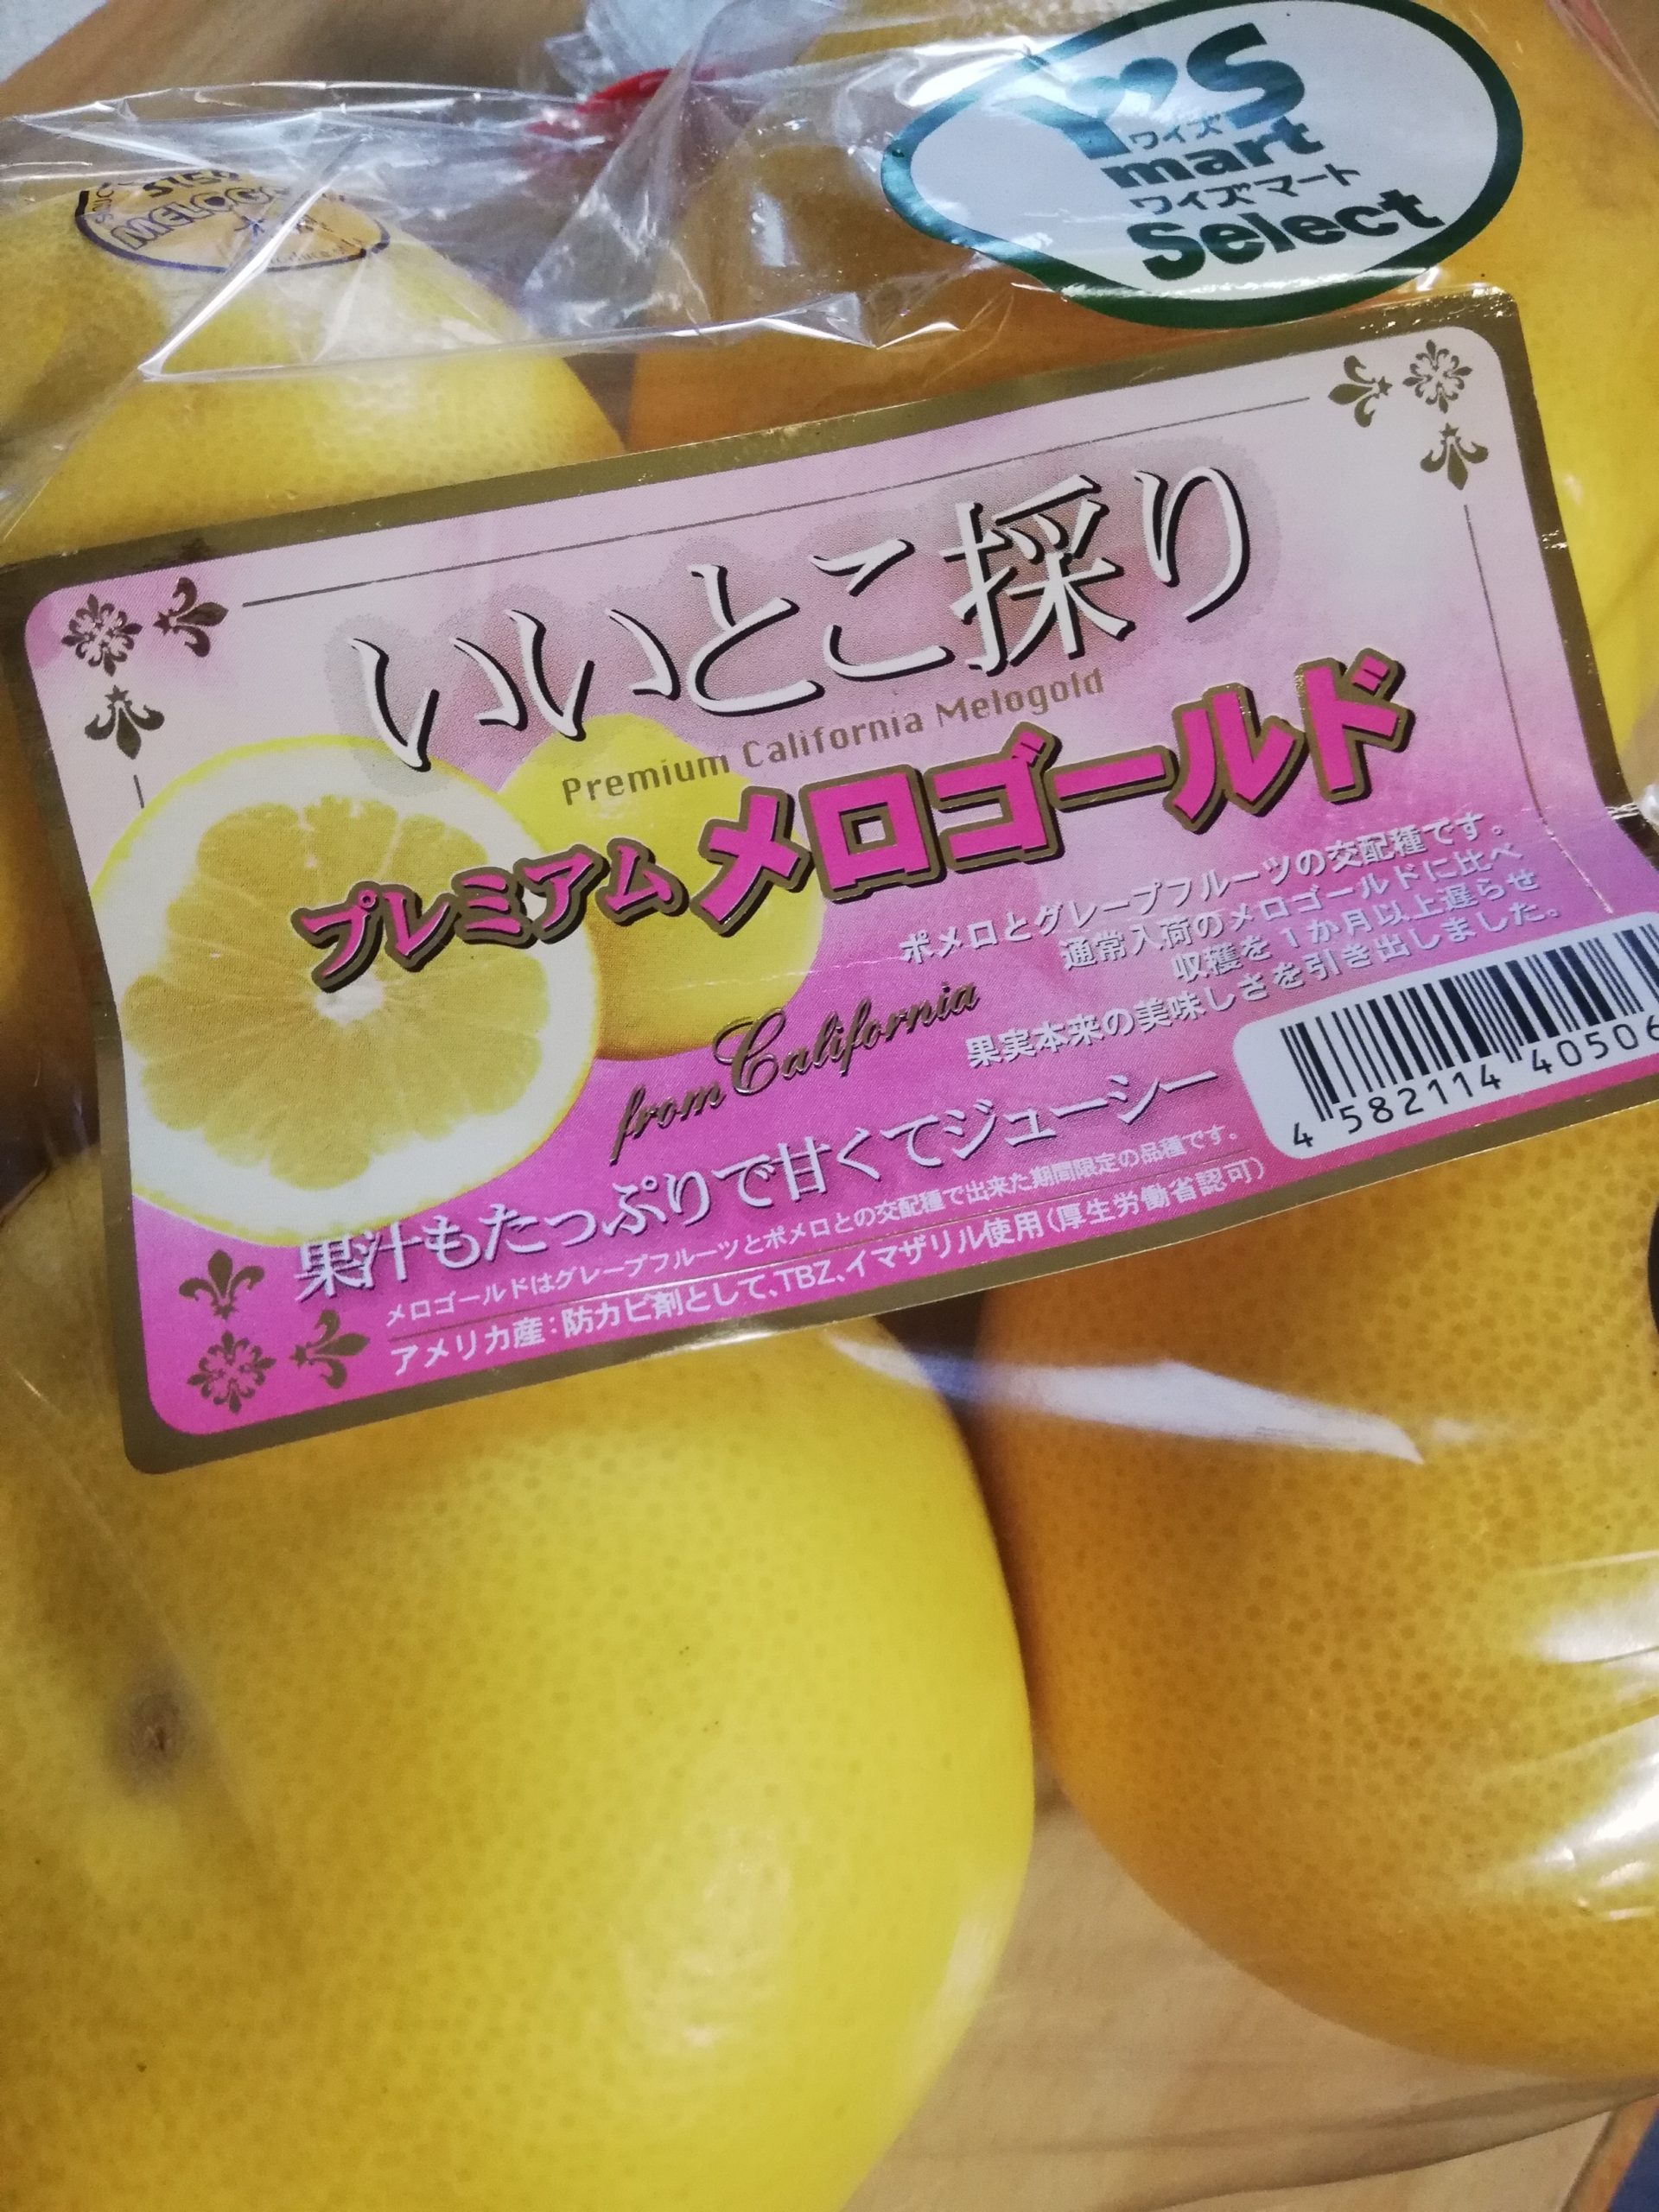 Y's
ワイズ
mart
ワイズマート
Select
いいとこ採り
Premium California Melogold
プレミアム メロゴールド
ポメロとグレープフルーツの交配種です。
通常入荷のメロゴールドに比べ
収穫を1か月以上遅らせ
果実本来の美味しさを引き出しました。
from California
果汁もたっぷりで甘くてジューシー
メロゴールドはグレープフルーツとポメロとの交配種で出来た期間限定の品種です。
アメリカ産:防カビ剤として、TBZ、イマザリル使用(厚生労働省認可)
4 582114 40506